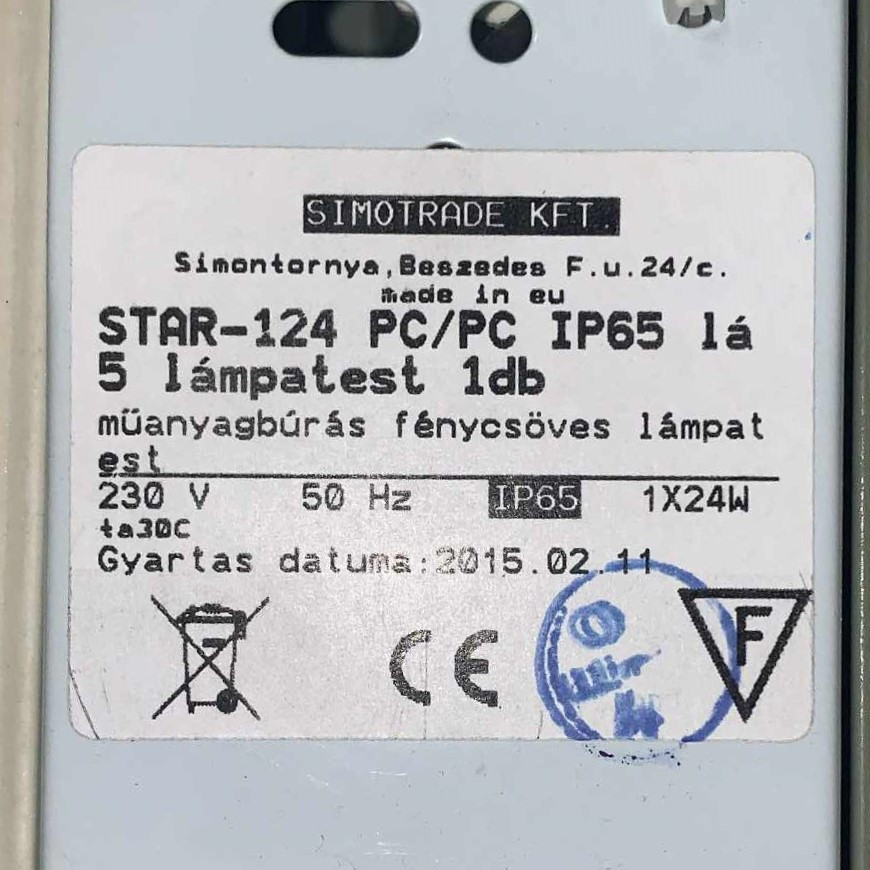 SIMOTRADE KFT.
Simontornya,Beszedes F.u.24/c.
made in eu
STAR-124 PC/PC IP65 lá
5 lámpatest 1db
műanyagbúrás fénycsöves lámpat
est
230 V 50 Hz IP65 1X24W
ta30C
Gyartas datuma:2015.02.11
CE
F